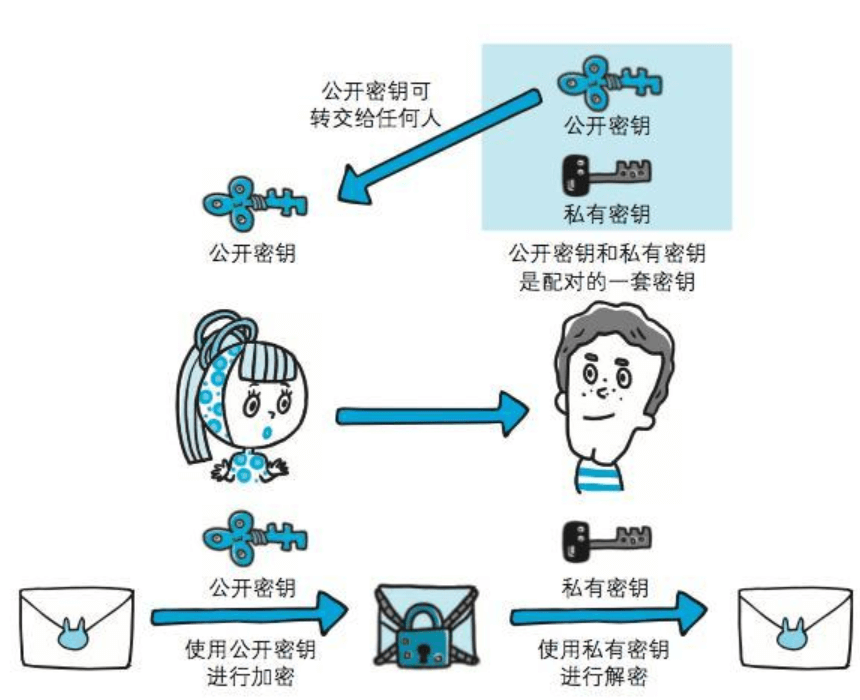 公开密钥可
转交给任何人
公开密钥
私有密钥
公开密钥
公开密钥和私有密钥
是配对的一套密钥
公开密钥
使用公开密钥
进行加密
私有密钥
使用私有密钥
进行解密